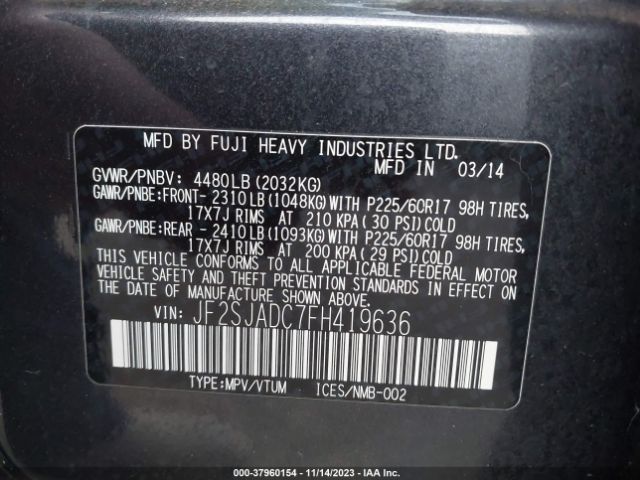 MFD BY FUJI HEAVY INDUSTRIES LTD.
MFD IN 03/14
GVWR/PNBV: 4480LB(2032KG)
GAWR/PNBE:FRONT- 2310LB(1048KG)WITH P225/60R17 98H TIRES,
17X7J RIMS AT 210 KPA(30 PSI)COLD
GAWR/PNBE:REAR - 2410LB(1093KG)WITH P225/60R17 98H TIRES,
17X7J RIMS AT 200 KPA(29 PSI)COLD
THIS VEHICLE CONFORMS TO ALL APPLICABLE FEDERAL MOTOR
VEHICLE SAFETY AND THEFT PREVENTION STANDARDS IN EFFECT
ON THE DATE OF MANUFACTURE SHOWN ABOVE.
VIN: JF2SJADC7FH419636
TYPE:MPV/VTUM ICES/NMB-002
000-37960154 - 11/14/2023 - IAA Inc.